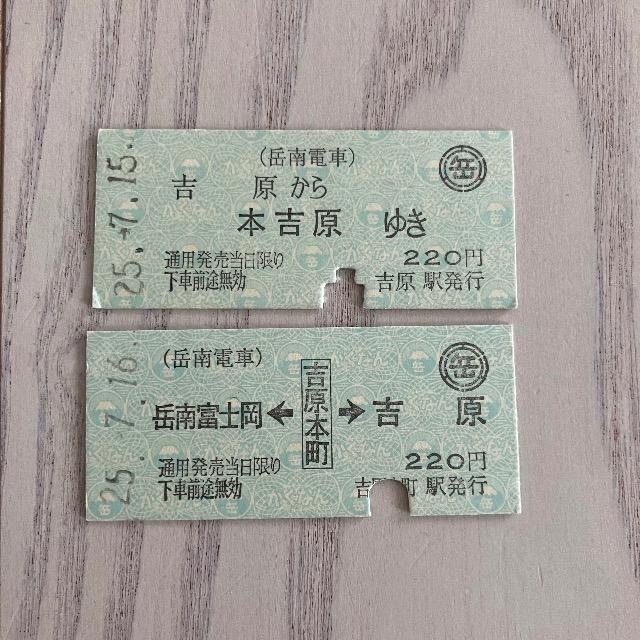 25.-7.15.
(岳南電車)
岳
吉 原 から
本吉原 ゆき
通用発売当日限り 220円
下車前途無効 吉原 駅発行
25.-7.16.
(岳南電車)
岳
岳南富士岡 ← 吉原本町 → 吉 原
通用発売当日限り 220円
下車前途無効 吉 町 駅発行